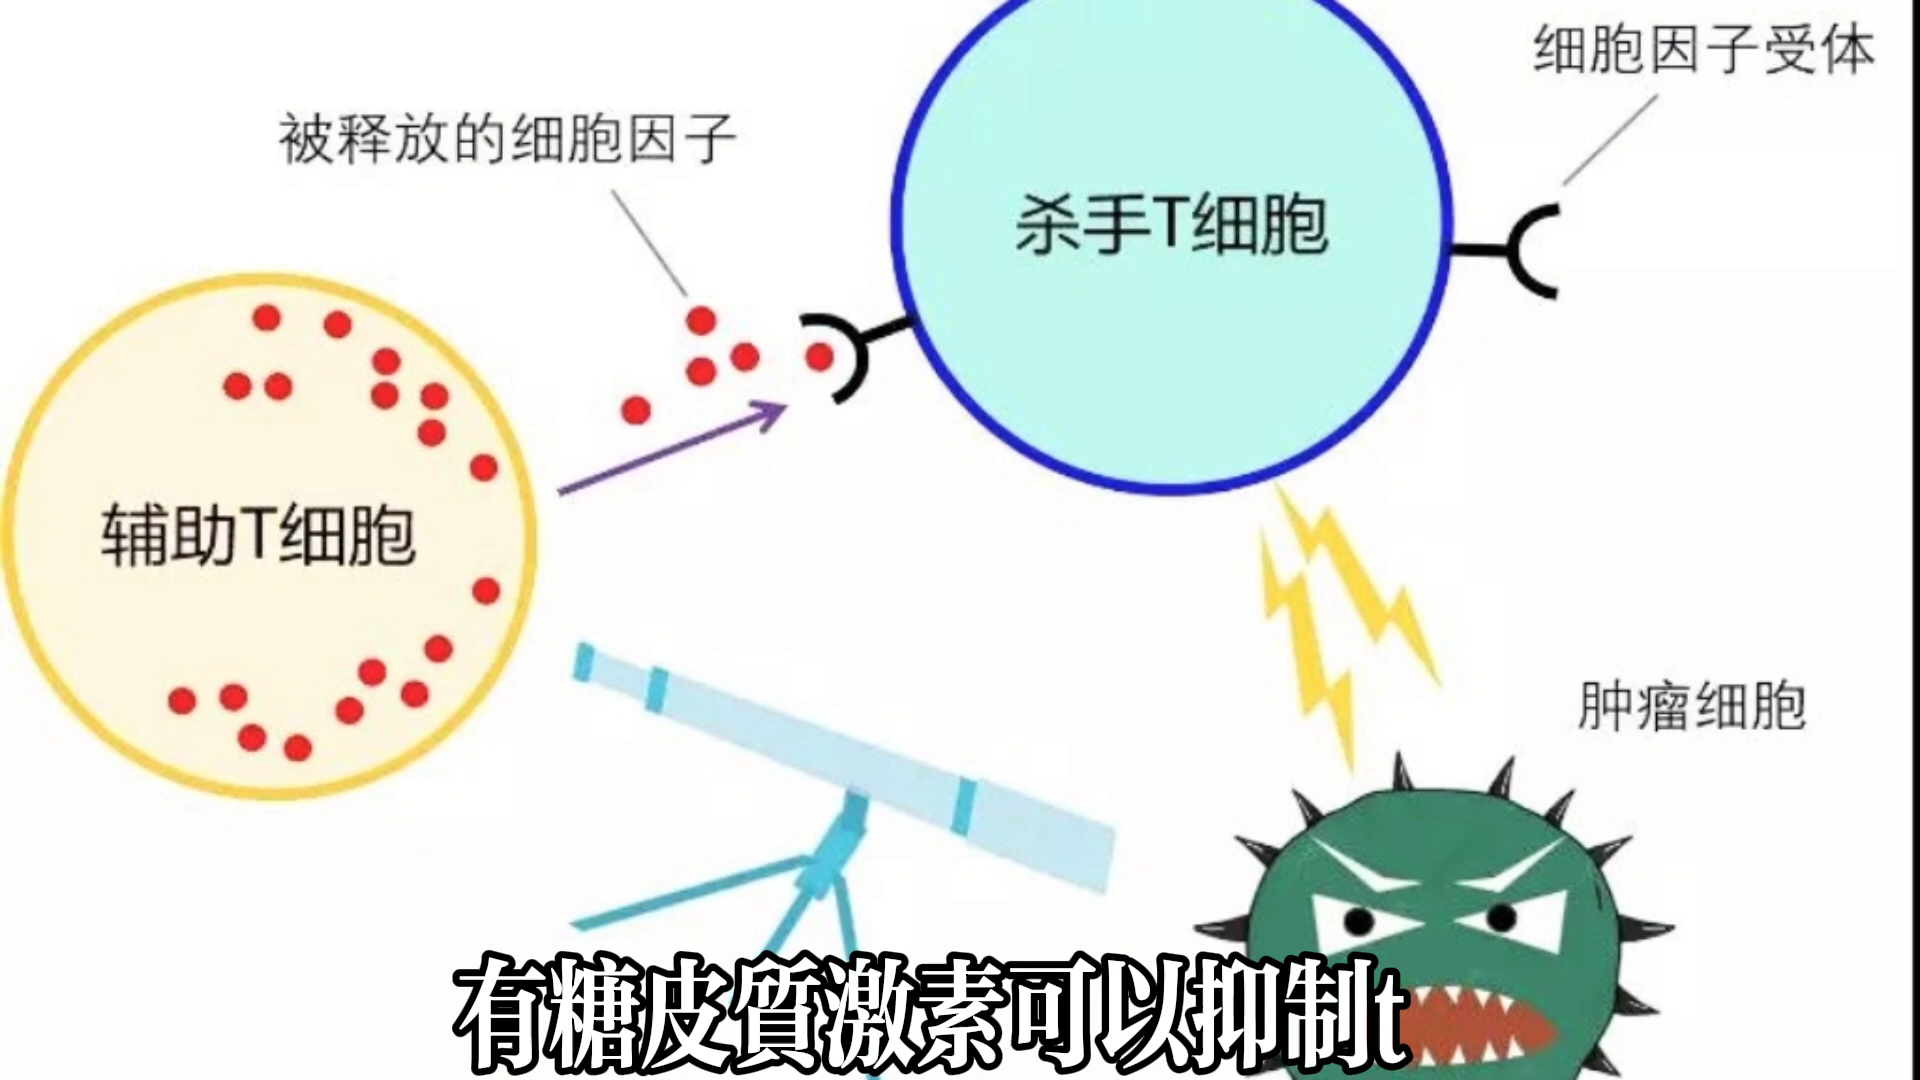 细胞因子受体
被释放的细胞因子
杀手T细胞
辅助T细胞
肿瘤细胞
有糖皮質激素可以抑制t